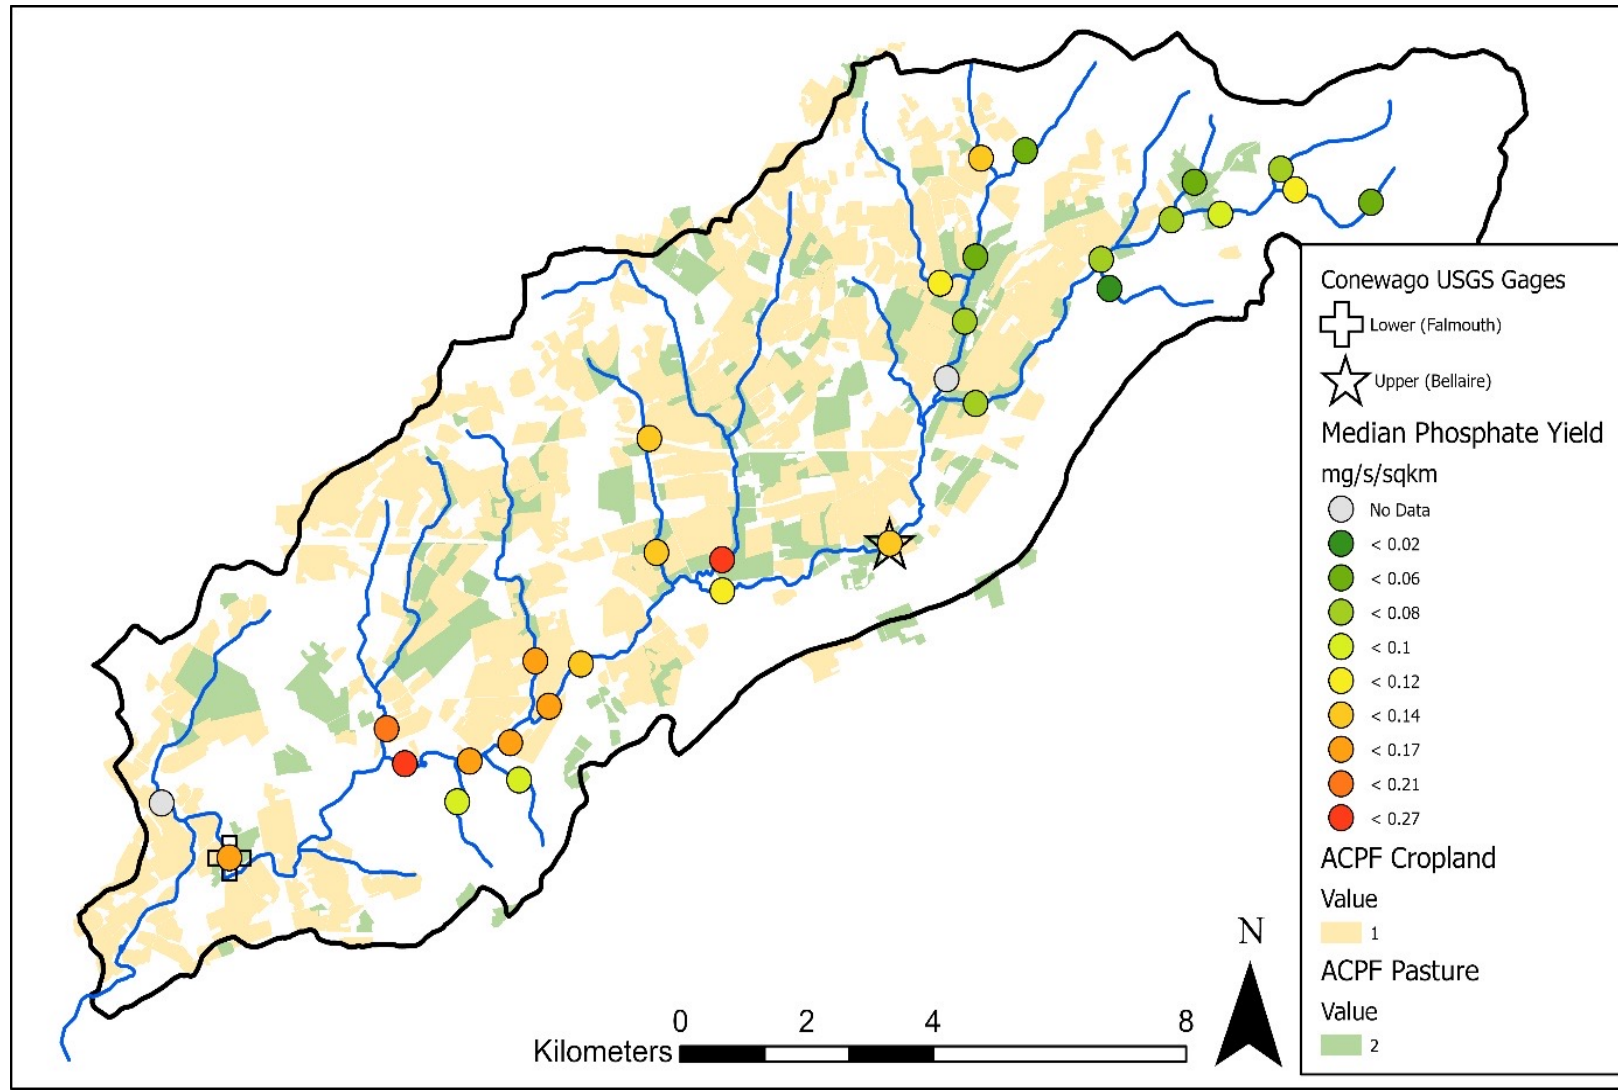 Conewago USGS Gages
Lower (Falmouth)
Upper (Bellaire)
Median Phosphate Yield
mg/s/sqkm
No Data
< 0.02
< 0.06
< 0.08
< 0.1
< 0.12
< 0.14
< 0.17
< 0.21
< 0.27
ACPF Cropland
Value
1
ACPF Pasture
Value
2
N
0 2 4 8
Kilometers